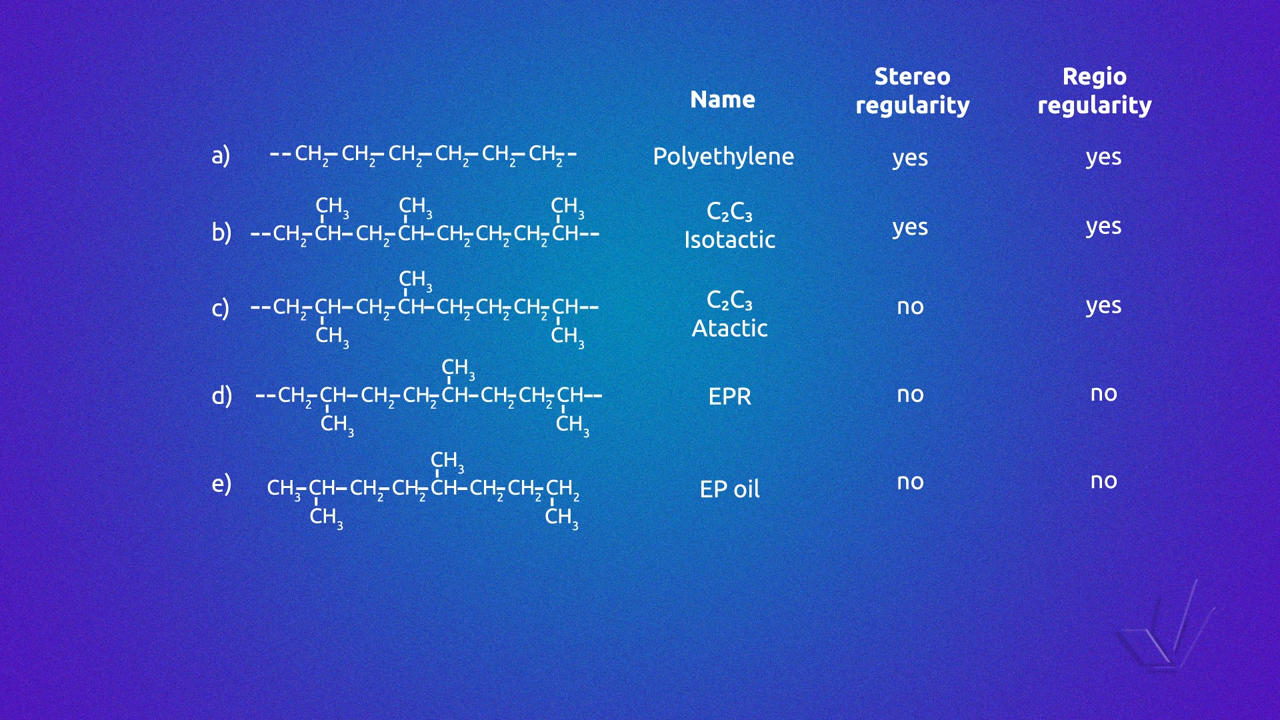 Name Stereo regularity Regio regularity
a) --CH₂-CH₂-CH₂-CH₂-CH₂-CH₂-- Polyethylene yes yes
CH₃ CH₃ CH₃
b) --CH₂-CH-CH₂-CH-CH₂-CH₂-CH₂-CH-- C₂C₃ Isotactic yes yes
CH₃
c) --CH₂-CH-CH₂-CH-CH₂-CH₂-CH₂-CH-- C₂C₃ Atactic no yes
CH₃ CH₃
CH₃
d) --CH₂-CH-CH₂-CH₂-CH-CH₂-CH₂-CH-- EPR no no
CH₃ CH₃
CH₃
e) CH₃-CH-CH₂-CH₂-CH-CH₂-CH₂-CH₂ EP oil no no
CH₃ CH₃